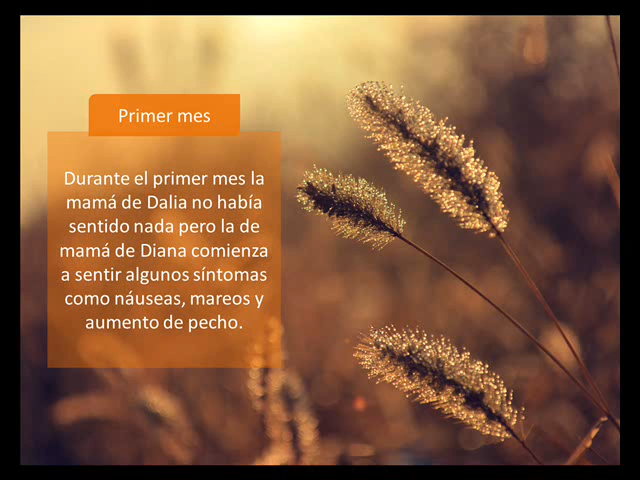 Primer mes
Durante el primer mes la
mamá de Dalia no había
sentido nada pero la de
mamá de Diana comienza
a sentir algunos síntomas
como náuseas, mareos y
aumento de pecho.